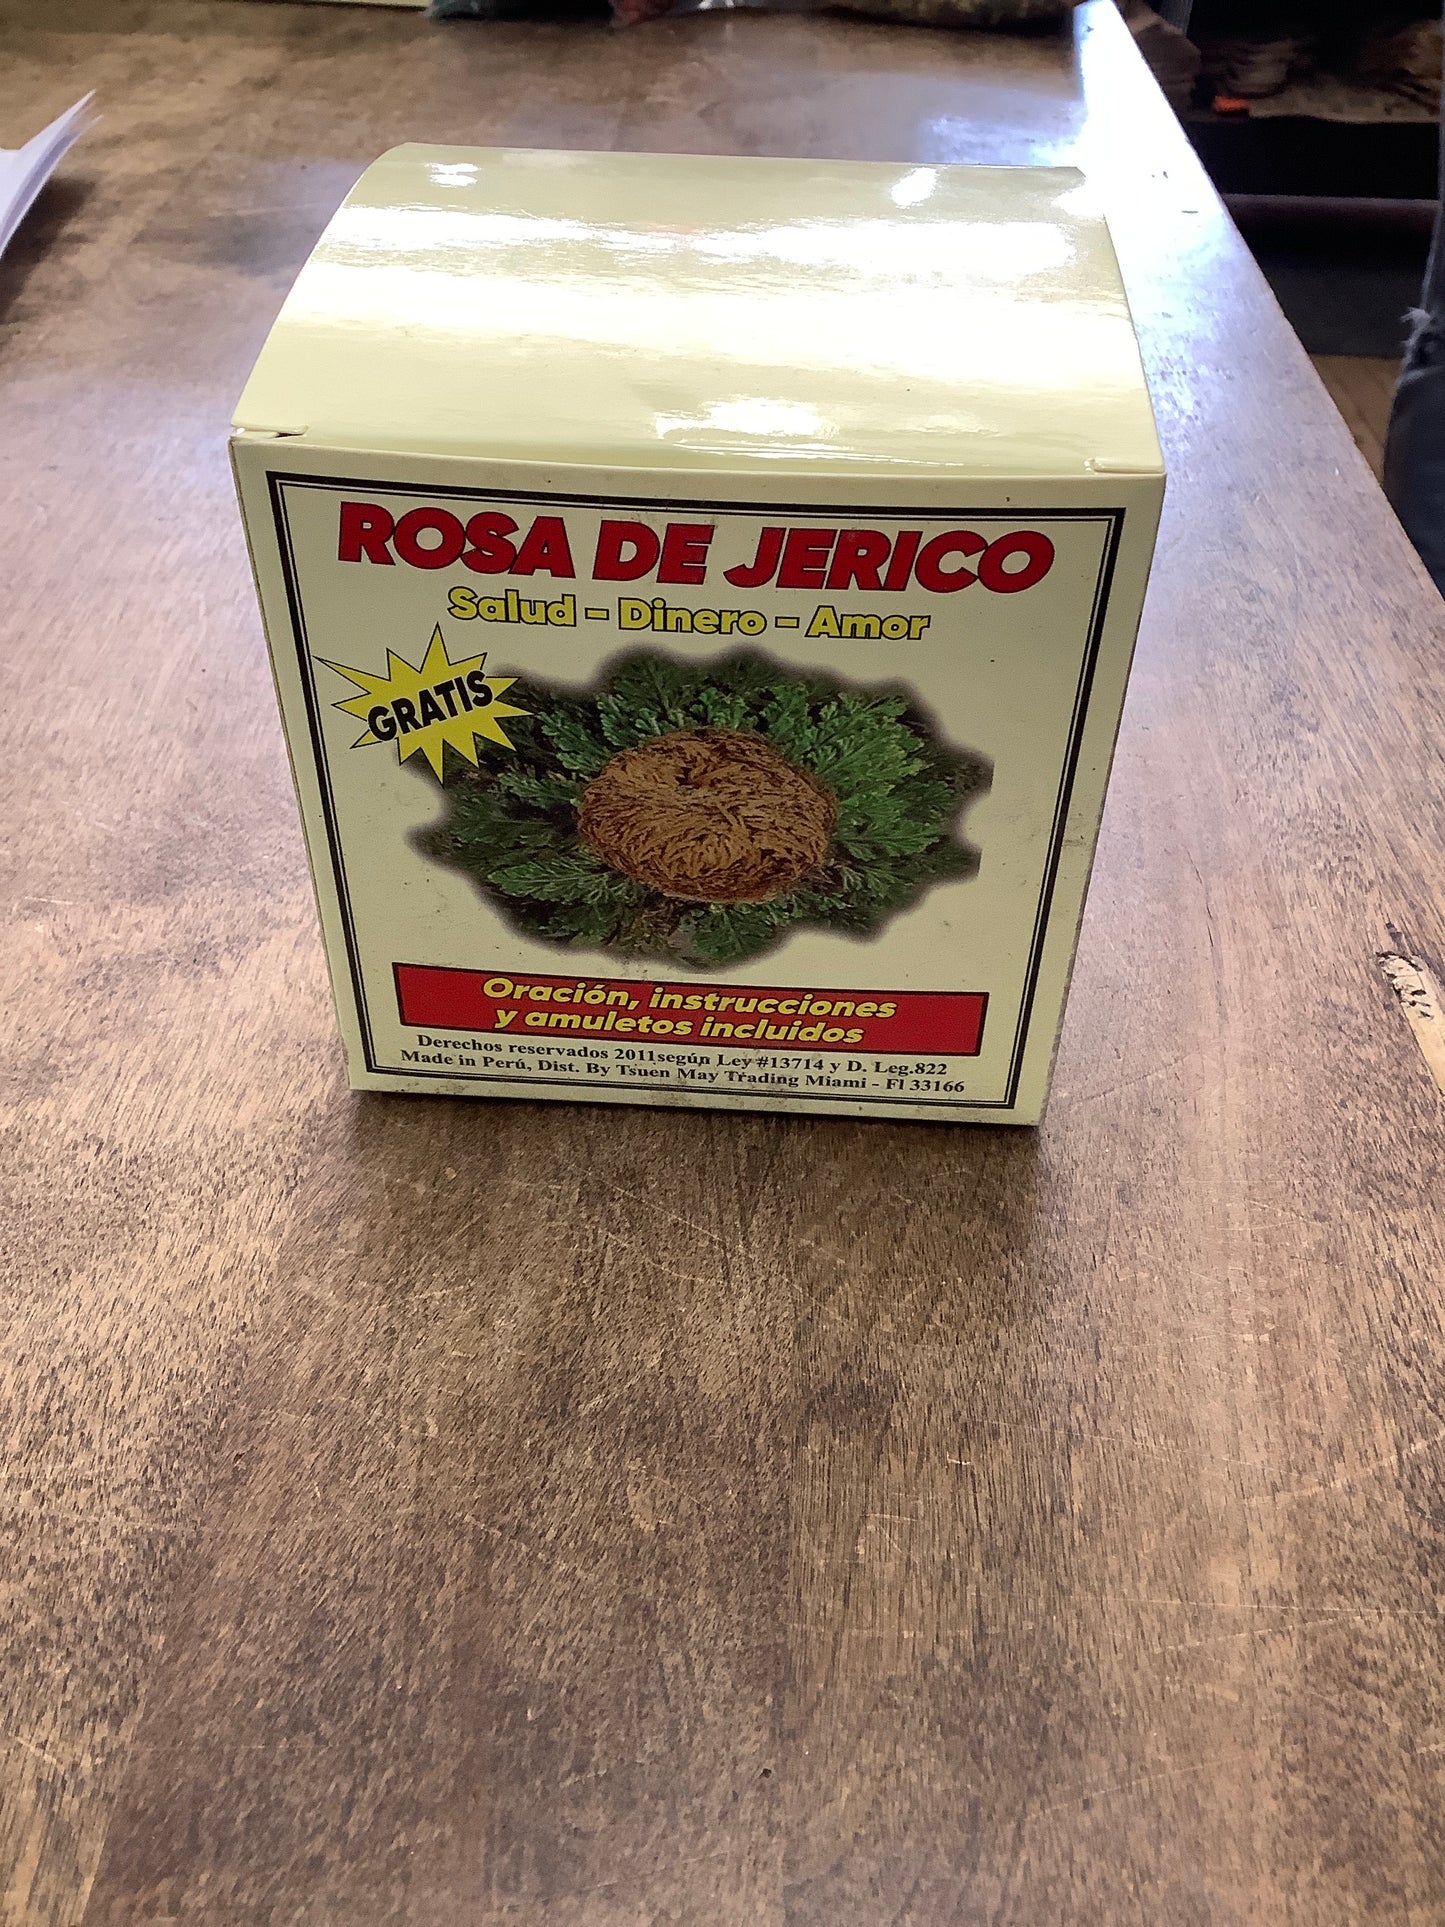 ROSA DE JERICO
Salud - Dinero - Amor
GRATIS
Oración, instrucciones
y amuletos incluidos
Derechos reservados 2011según Ley #13714 y D. Leg.822
Made in Perú, Dist. By Tsuen May Trading Miami - Fl 33166